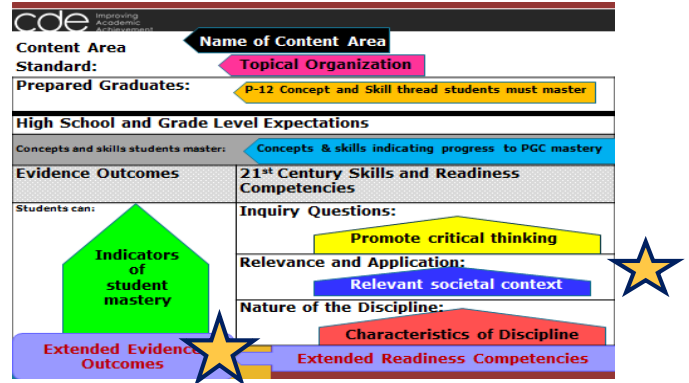 cde Improving
Academic
Achievement
Content Area
Name of Content Area
Standard:
Topical Organization
Prepared Graduates:
P-12 Concept and Skill thread students must master
High School and Grade Level Expectations
Concepts and skills students master:
Concepts & skills indicating progress to PGC mastery
Evidence Outcomes
21st Century Skills and Readiness
Competencies
Students can:
Indicators
of
student
mastery
Inquiry Questions:
Promote critical thinking
Relevance and Application:
Relevant societal context
Nature of the Discipline:
Characteristics of Discipline
Extended Evidence
Outcomes
Extended Readiness Competencies